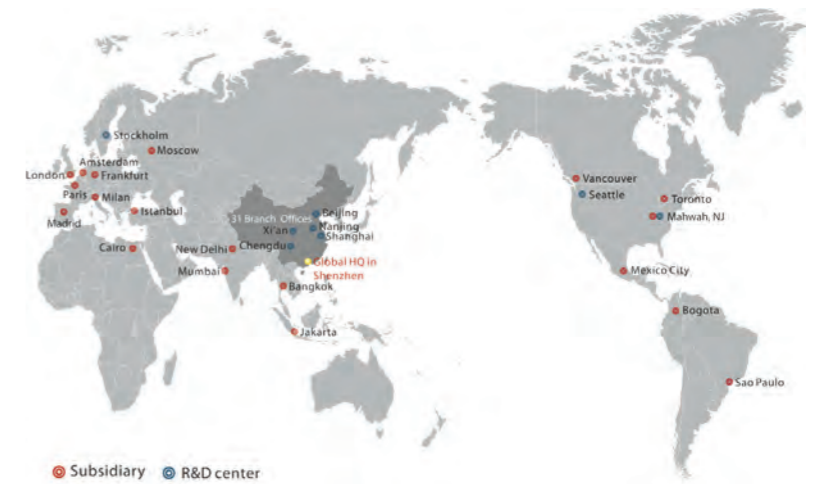 Stockholm
Moscow
Amsterdam
London
Frankfurt
Paris
Milan
Madrid
Istanbul
Cairo
31 Branch Offices
Beijing
Xi'an
Nanjing
Shanghai
New Delhi
Chengdu
Mumbai
Global HQ in
Shenzhen
Bangkok
Jakarta
Vancouver
Seattle
Toronto
Mahwah, NJ
Mexico City
Bogota
Sao Paulo
Subsidiary
R&D center